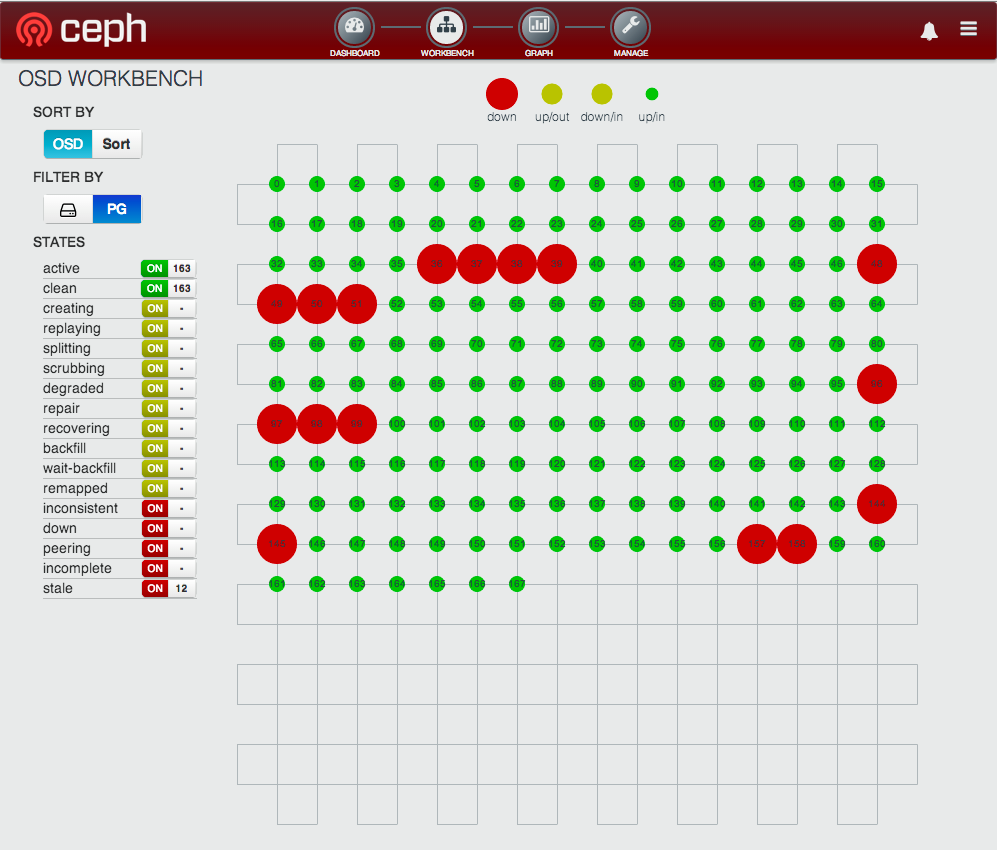 ceph
DASHBOARD WORKBENCH GRAPH MANAGE
OSD WORKBENCH
down up/out down/in up/in
SORT BY
OSD Sort
FILTER BY
PG
STATES
active ON 163
clean ON 163
creating ON -
replaying ON -
splitting ON -
scrubbing ON -
degraded ON -
repair ON -
recovering ON -
backfill ON -
wait-backfill ON -
remapped ON -
inconsistent ON -
down ON -
peering ON -
incomplete ON -
stale ON 12
0 1 2 3 4 5 6 7 8 9 10 11 12 13 14 15
16 17 18 19 20 21 22 23 24 25 26 27 28 29 30 31
32 33 34 35 36 37 38 39 40 41 42 43 44 45 46 48
49 50 51 52 53 54 55 56 57 58 59 60 61 62 63 64
65 66 67 68 69 70 71 72 73 74 75 76 77 78 79 80
81 82 83 84 85 86 87 88 89 90 91 92 93 94 95 96
97 98 99 100 101 102 103 104 105 106 107 108 109 110 111 112
113 114 115 116 117 118 119 120 121 122 123 124 125 126 127 128
129 130 131 132 133 134 135 136 137 138 139 140 141 142 143 144
145 146 147 148 149 150 151 152 153 154 155 156 157 158 159 160
161 162 163 164 165 166 167